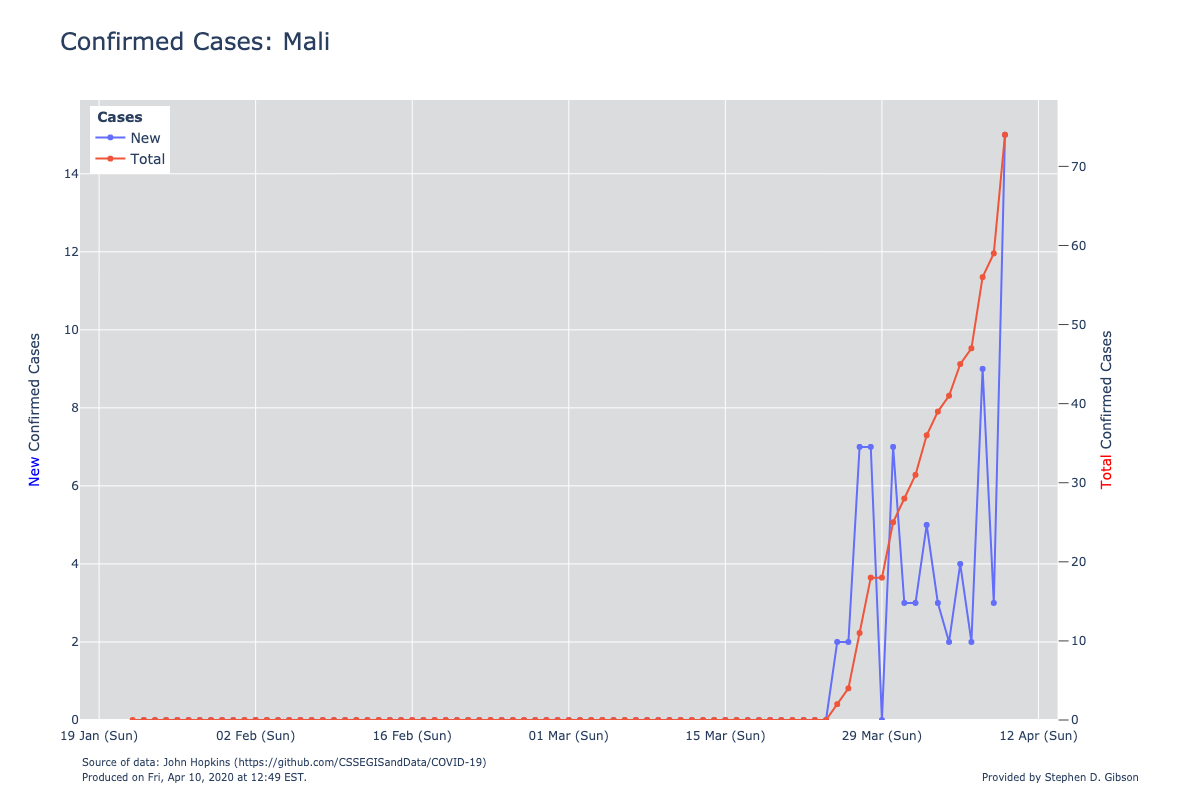 Confirmed Cases: Mali
Cases
New
Total
14
12
10
8
6
4
2
0
70
60
50
40
30
20
10
0
New Confirmed Cases
Total Confirmed Cases
19 Jan (Sun)
02 Feb (Sun)
16 Feb (Sun)
01 Mar (Sun)
15 Mar (Sun)
29 Mar (Sun)
12 Apr (Sun)
Source of data: John Hopkins (https://github.com/CSSEGISandData/COVID-19)
Produced on Fri, Apr 10, 2020 at 12:49 EST.
Provided by Stephen D. Gibson